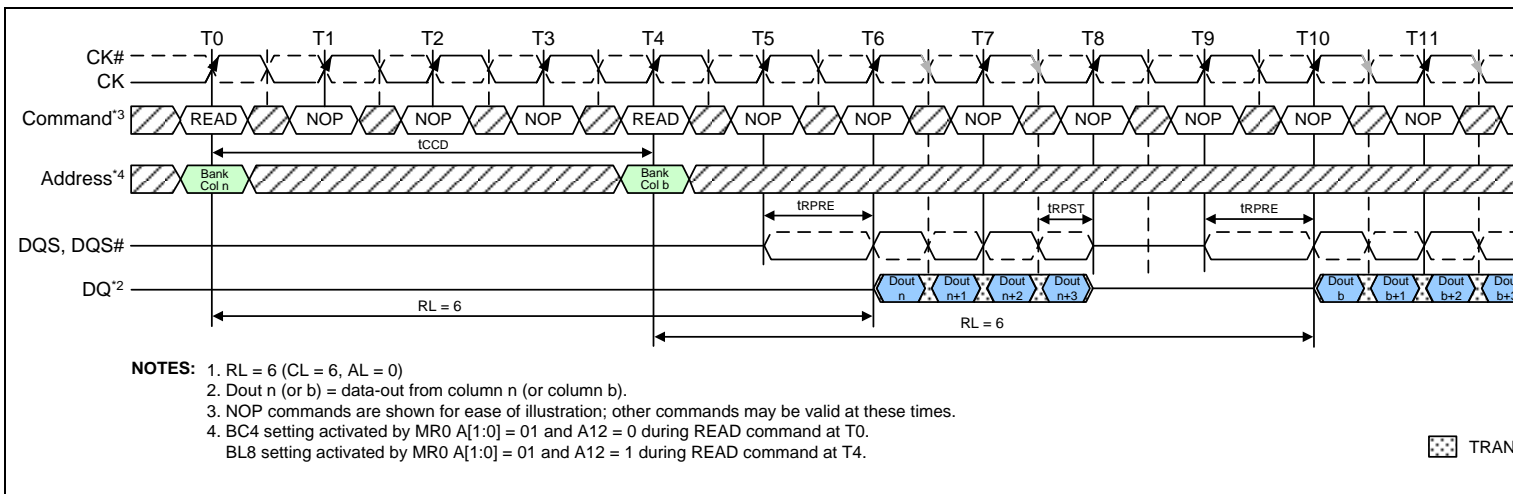 T0 T1 T2 T3 T4 T5 T6 T7 T8 T9 T10 T11
CK#
CK
Command*3 READ NOP NOP NOP READ NOP NOP NOP NOP NOP NOP NOP
tCCD
Address*4 Bank Col n Bank Col b
tRPRE tRPST tRPRE
DQS, DQS#
DQ*2 Dout n Dout n+1 Dout n+2 Dout n+3 Dout b Dout b+1 Dout b+2 Dout b+3
RL = 6
RL = 6
NOTES: 1. RL = 6 (CL = 6, AL = 0)
2. Dout n (or b) = data-out from column n (or column b).
3. NOP commands are shown for ease of illustration; other commands may be valid at these times.
4. BC4 setting activated by MR0 A[1:0] = 01 and A12 = 0 during READ command at T0.
BL8 setting activated by MR0 A[1:0] = 01 and A12 = 1 during READ command at T4.
TRAN